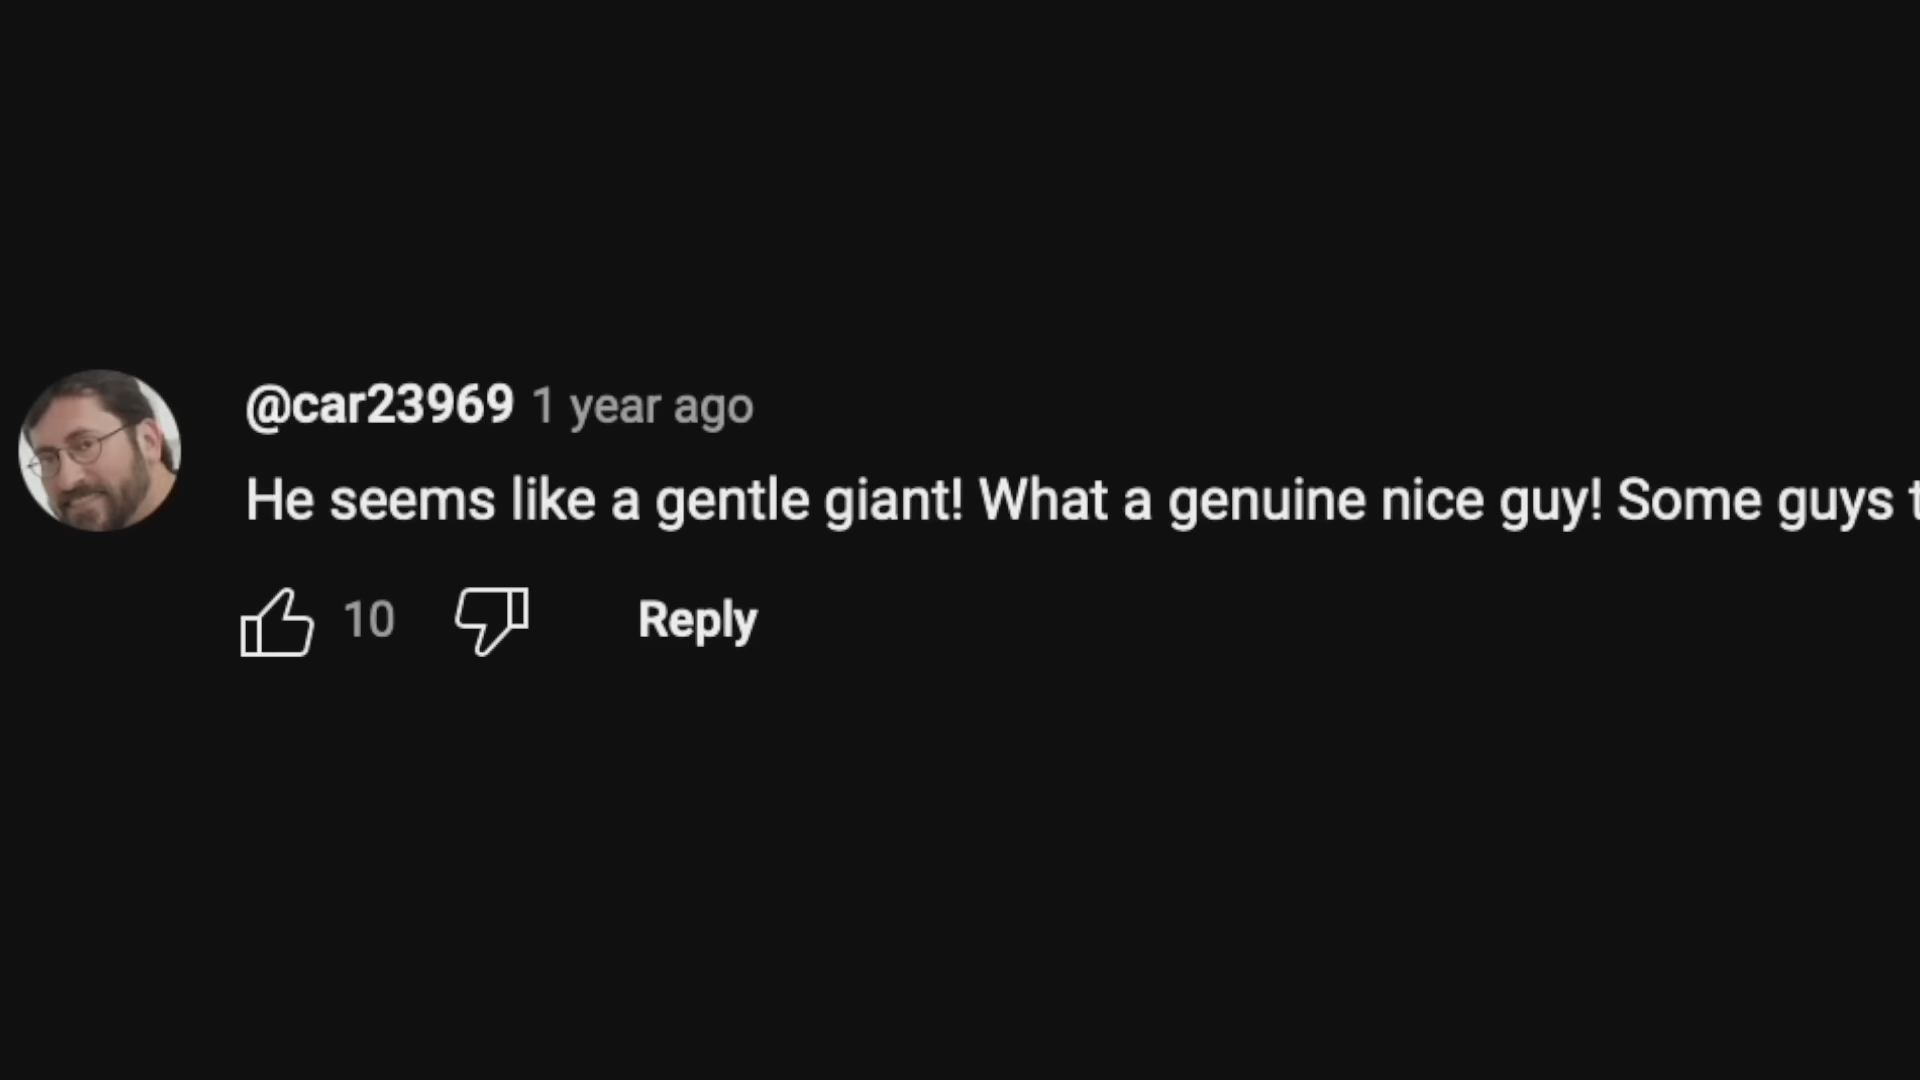 @car23969 1 year ago
He seems like a gentle giant! What a genuine nice guy! Some guys
10 Reply